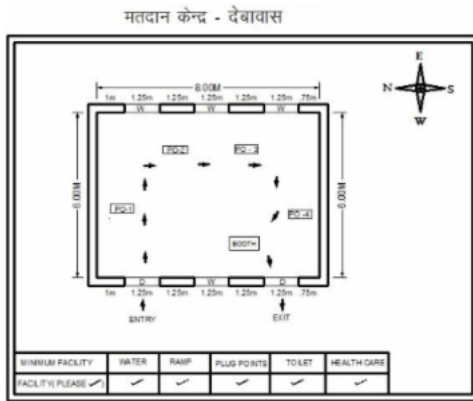 मतदान केन्द्र - देबावास
E
N S
W
8.00M
1m 1.25m 1.25m 1.25m 1.25m 1.25m .75m
W W W
PO-2 PO - 3
6.00M 6.00M
PO-1 PO -4
BOOTH
D W D
1m 1.25m 1.25m 1.25m 1.25m 1.25m .75m
ENTRY EXIT
MINIMUM FACILITY WATER RAMP PLUG POINTS TOILET HEALTH CARE
FACILITY( PLEASE ✓) ✓ ✓ ✓ ✓ ✓